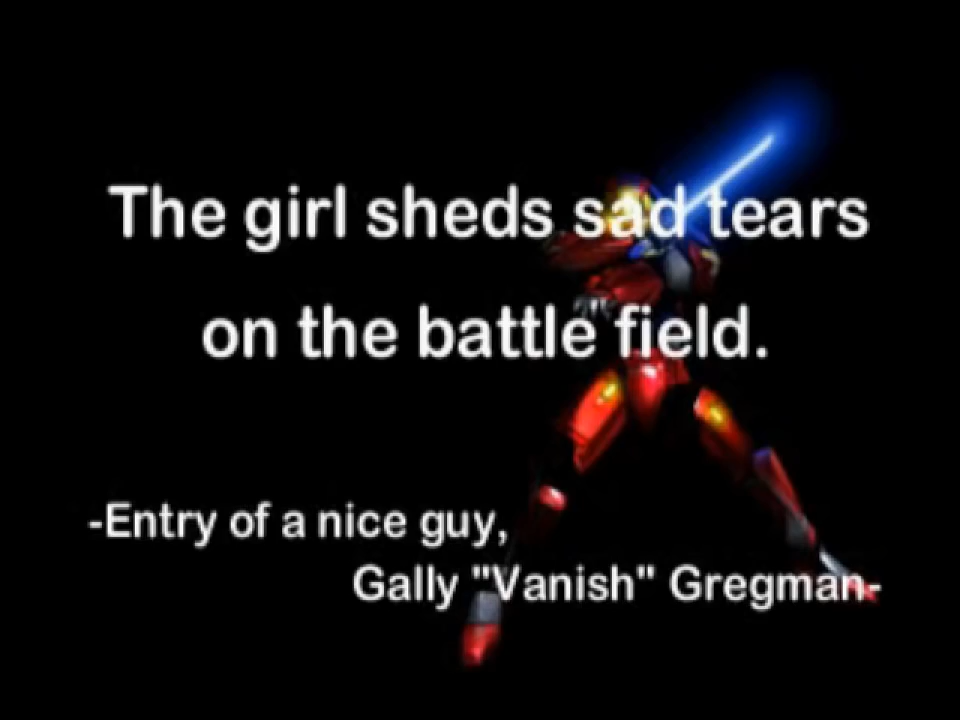 The girl sheds sad tears
on the battle field.
-Entry of a nice guy,
Gally "Vanish" Gregman-